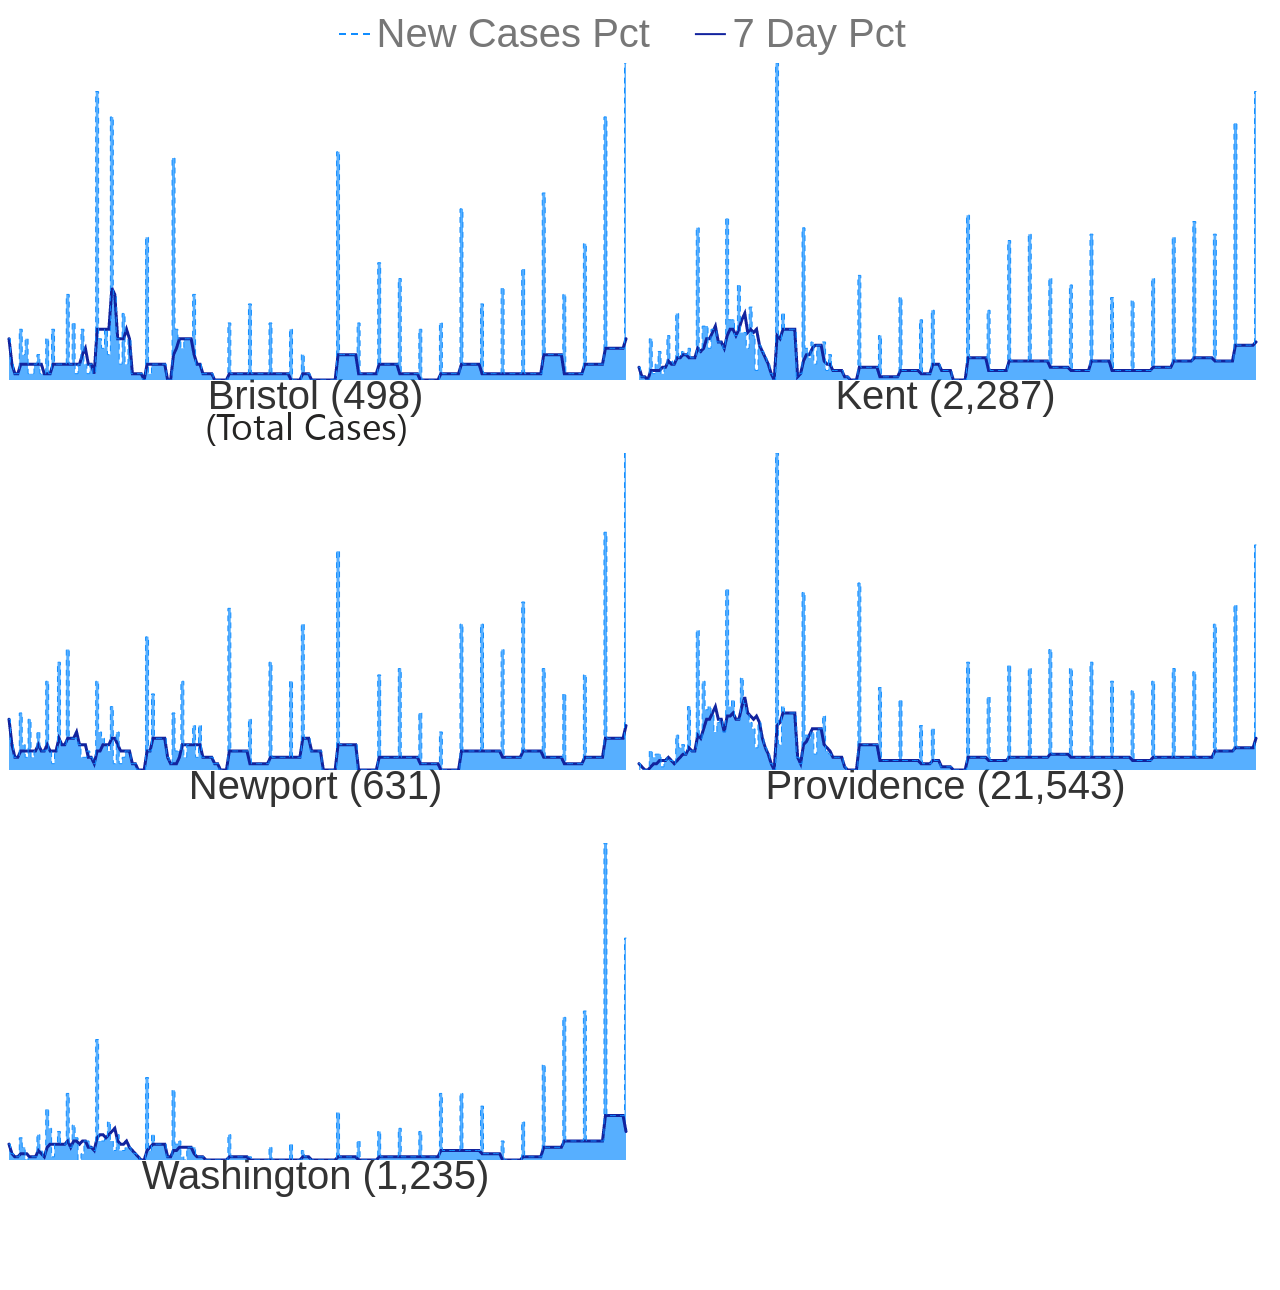 New Cases Pct 7 Day Pct
Bristol (498) Kent (2,287)
(Total Cases)
Newport (631) Providence (21,543)
Washington (1,235)